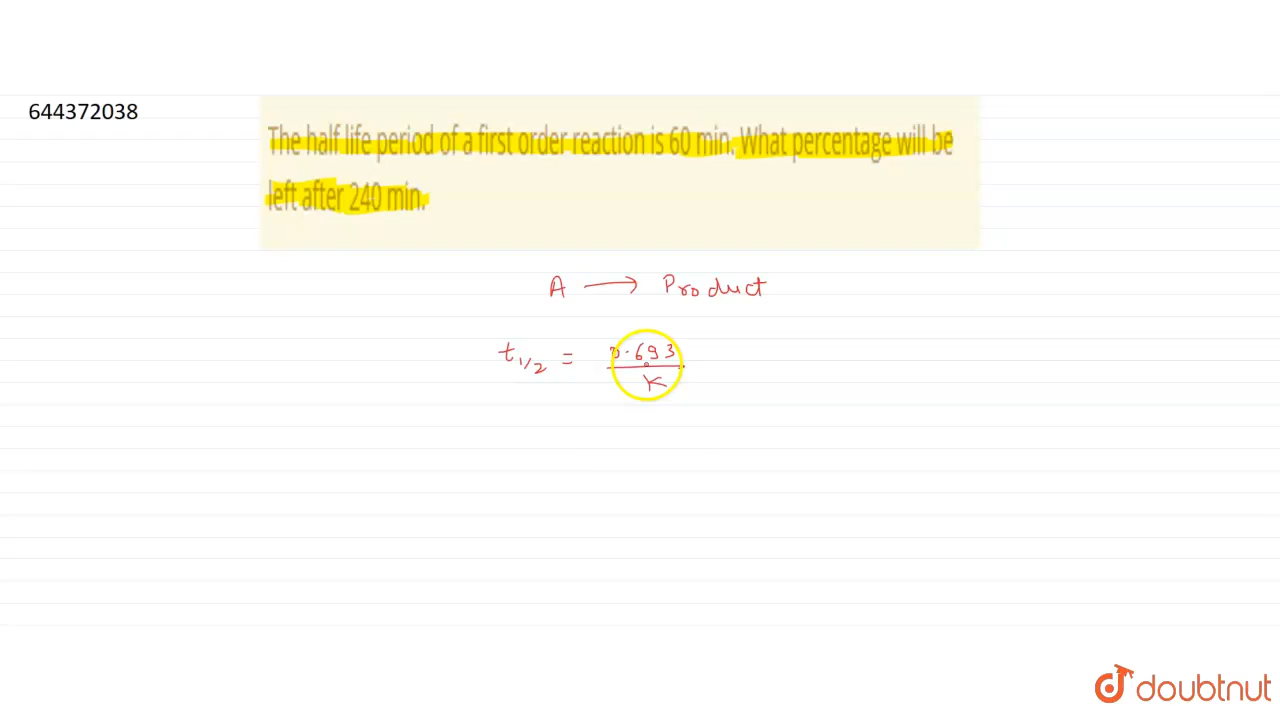 644372038
The half life period of a first order reaction is 60 min. What percentage will be
left after 240 min.
A ⟶ Product
t1/2 = 0.693/K
doubtnut